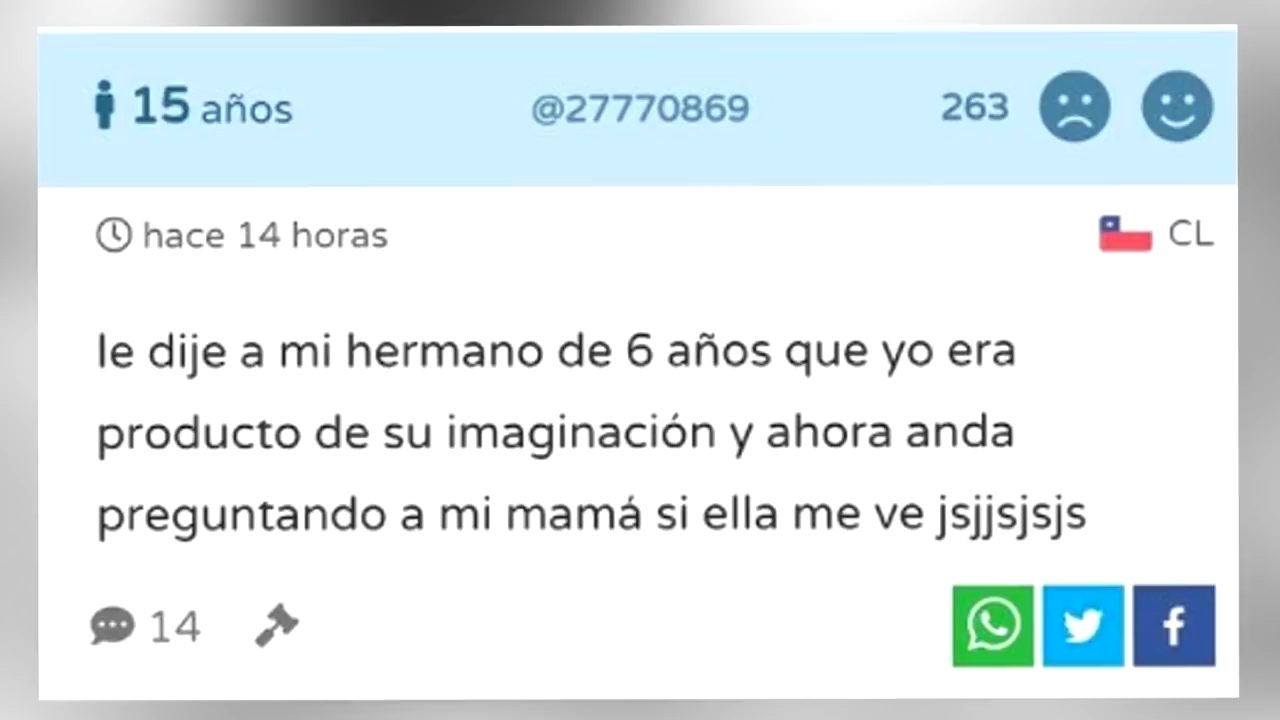 15 años @27770869 263
hace 14 horas CL
le dije a mi hermano de 6 años que yo era
producto de su imaginación y ahora anda
preguntando a mi mamá si ella me ve jsjjsjsjs
14